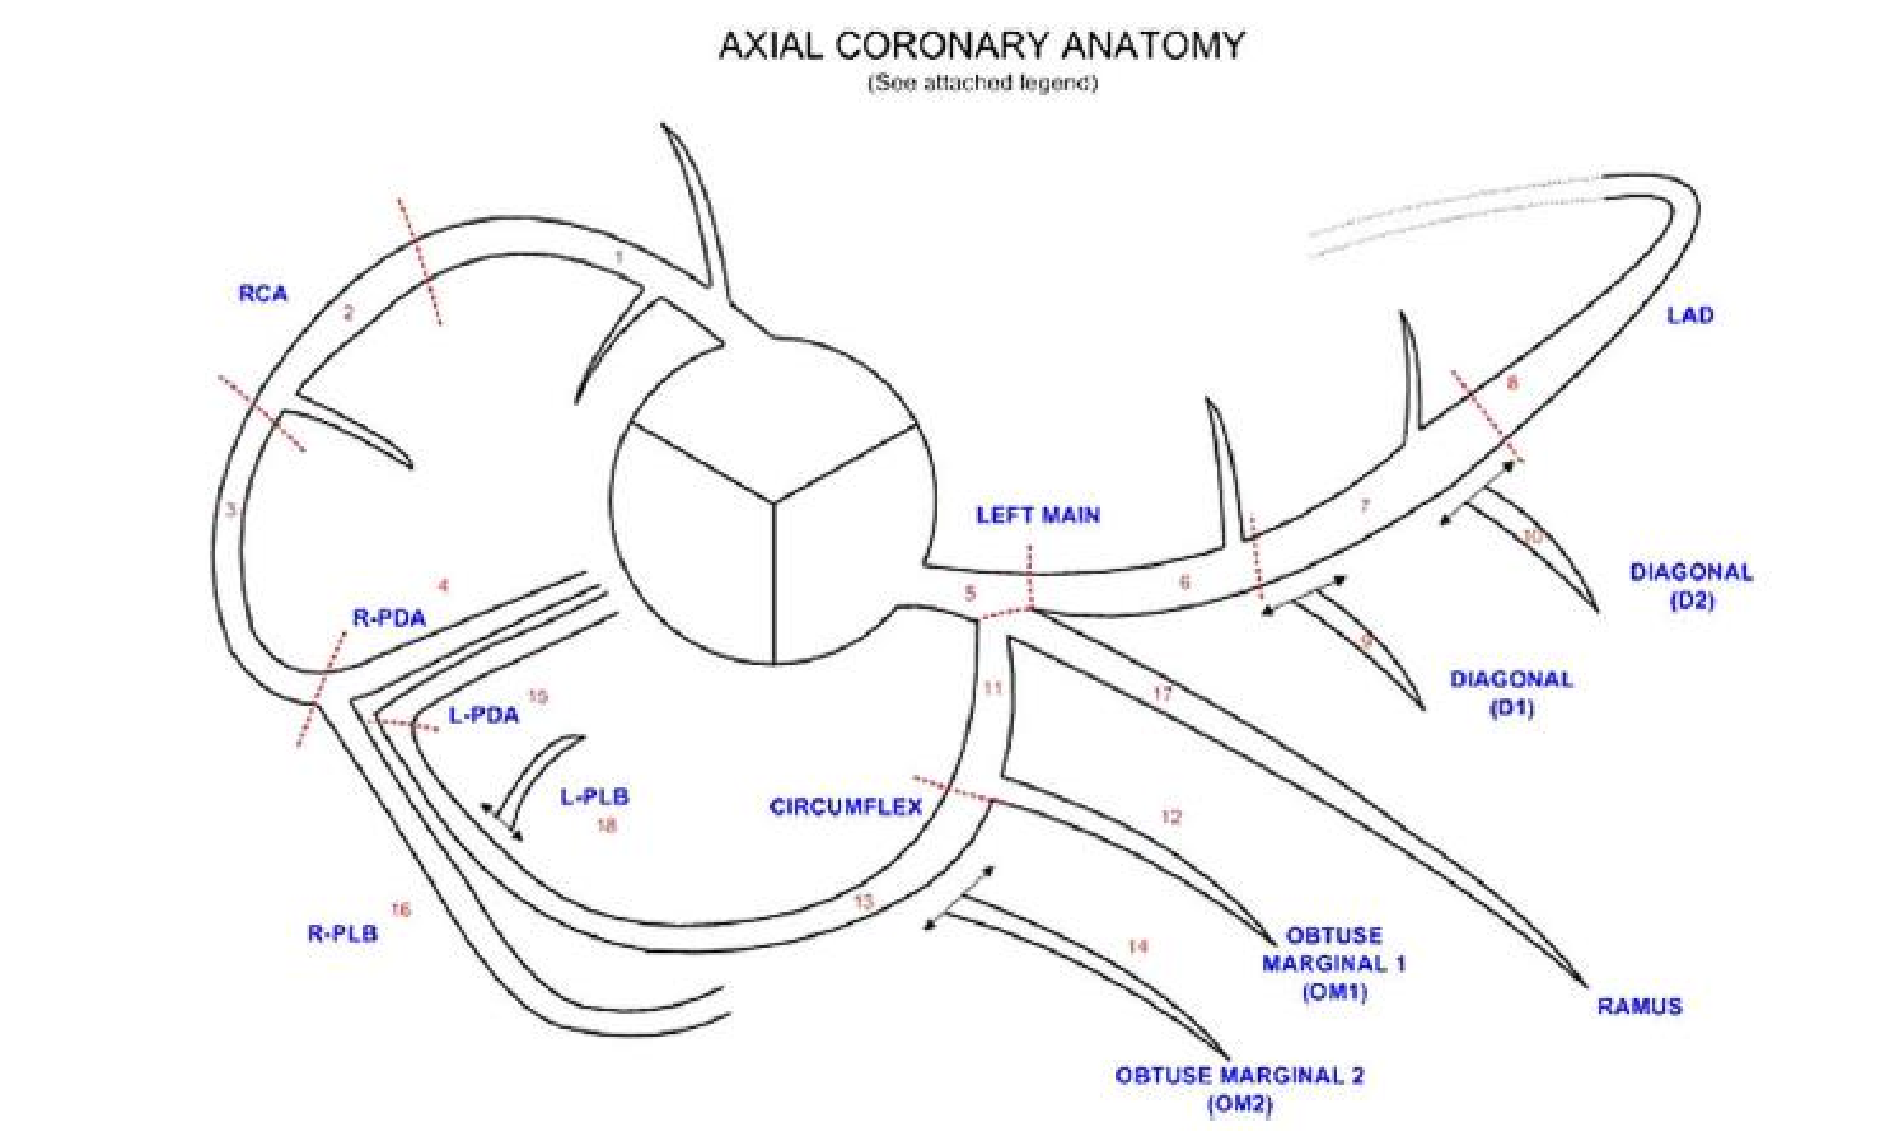 AXIAL CORONARY ANATOMY
(See attached legend)
1
RCA
2
LAD
8
3
7
LEFT MAIN
10
4
6
DIAGONAL
(D2)
5
R-PDA
9
DIAGONAL
(D1)
11
17
19
L-PDA
L-PLB
18
CIRCUMFLEX
12
13
16
R-PLB
14
OBTUSE
MARGINAL 1
(OM1)
RAMUS
OBTUSE MARGINAL 2
(OM2)